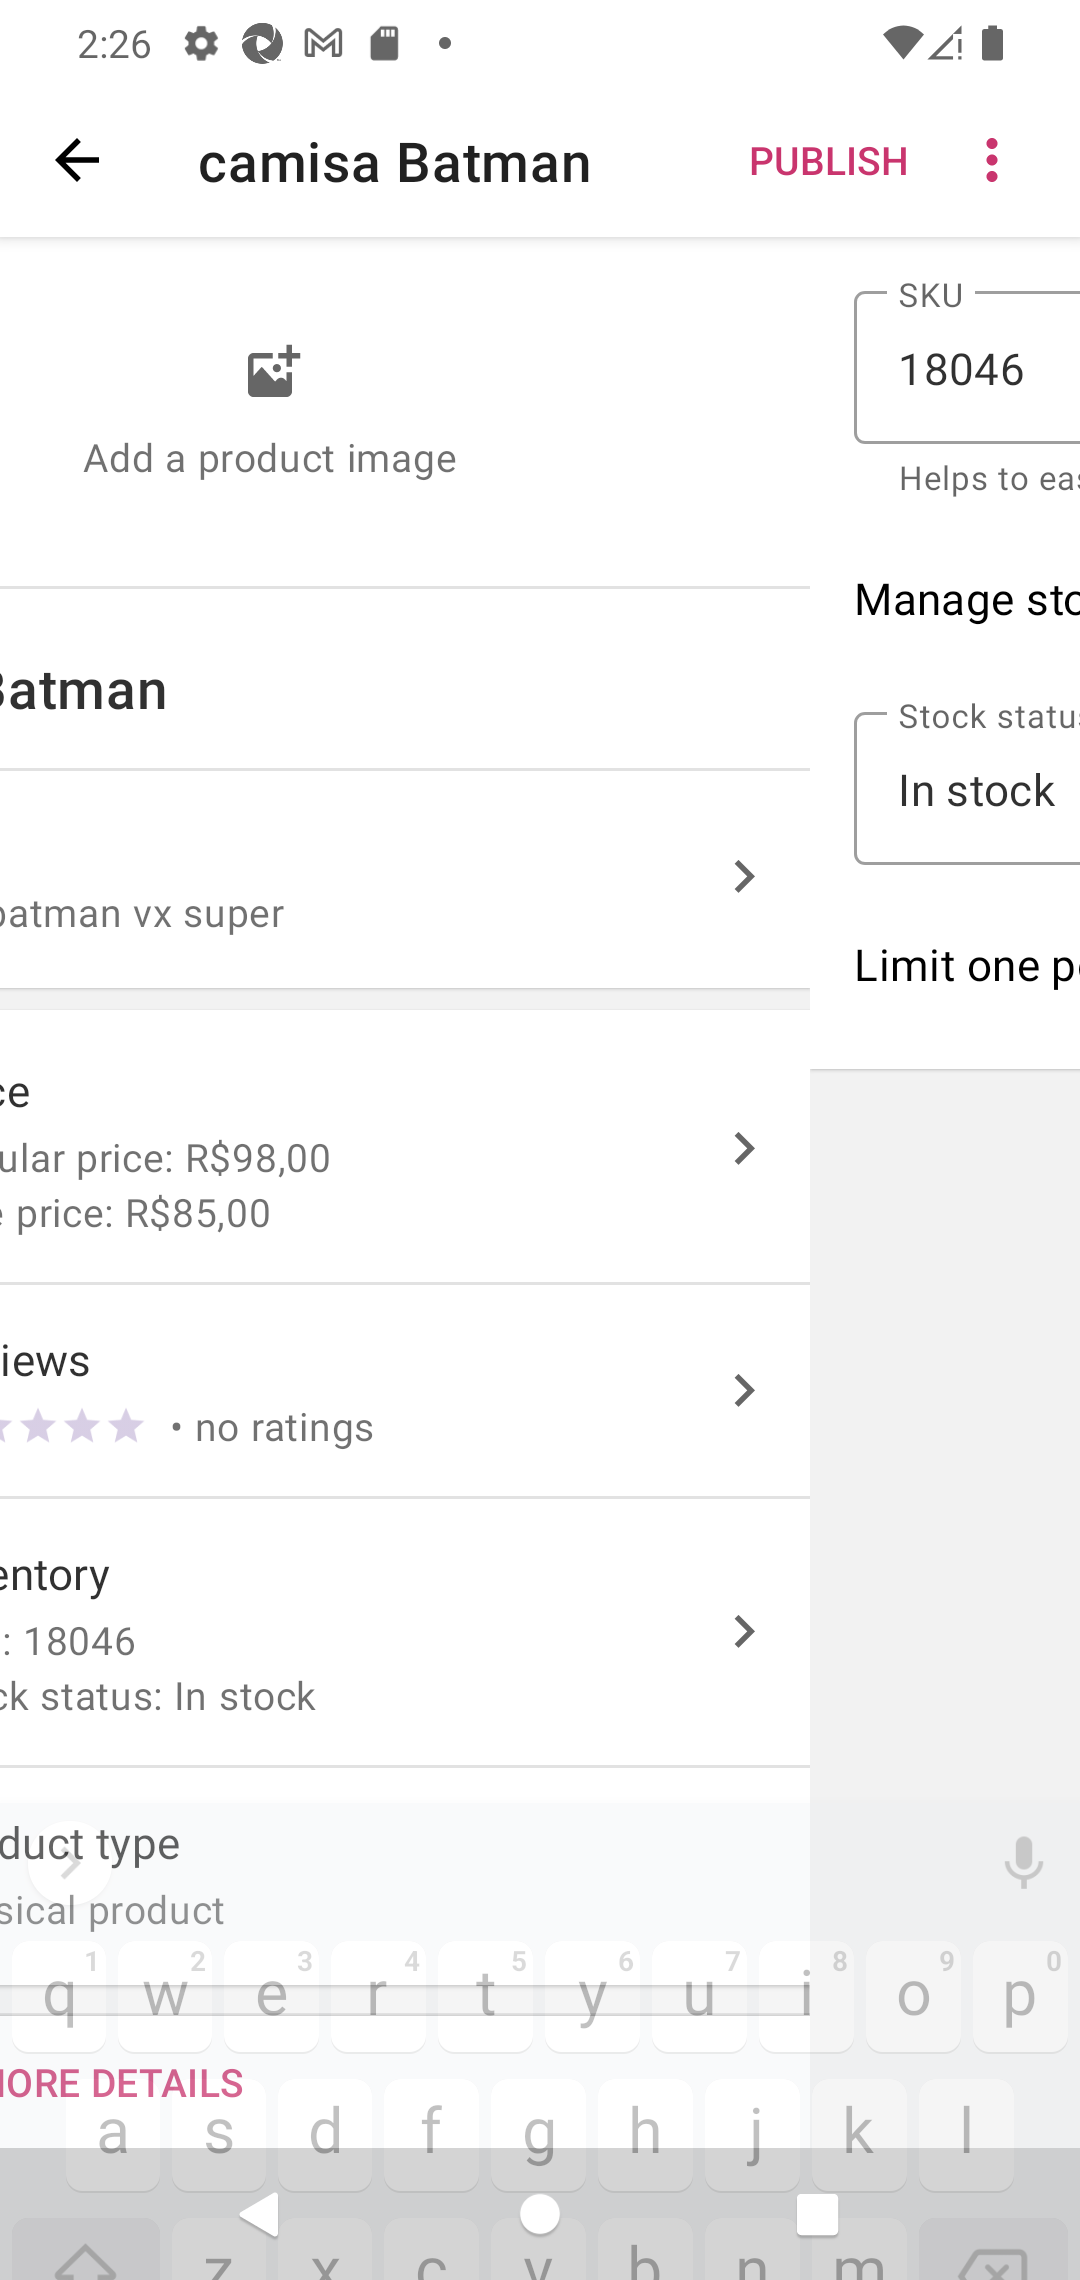 2:26
camisa Batman
PUBLISH
Add a product image
Batman
batman vx super
ce
ular price: R$98,00
e price: R$85,00
iews
• no ratings
entory
: 18046
ck status: In stock
duct type
sical product
MORE DETAILS
SKU
18046
Helps to eas
Manage sto
Stock status
In stock
Limit one pe
1 2 3 4 5 6 7 8 9 0
q w e r t y u i o p
a s d f g h j k l
z x c v b n m